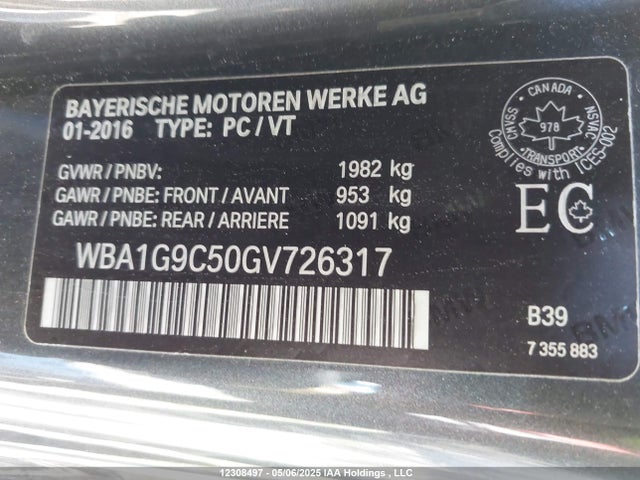 BAYERISCHE MOTOREN WERKE AG
01-2016 TYPE: PC / VT
GVWR / PNBV: 1982 kg
GAWR / PNBE: FRONT / AVANT 953 kg
GAWR / PNBE: REAR / ARRIERE 1091 kg
WBA1G9C50GV726317
CANADA
CMVSS
NSVAC
978
TRANSPORT
Complies with ICES-002
EC
B39
7 355 883
12308497 - 05/06/2025 IAA Holdings , LLC